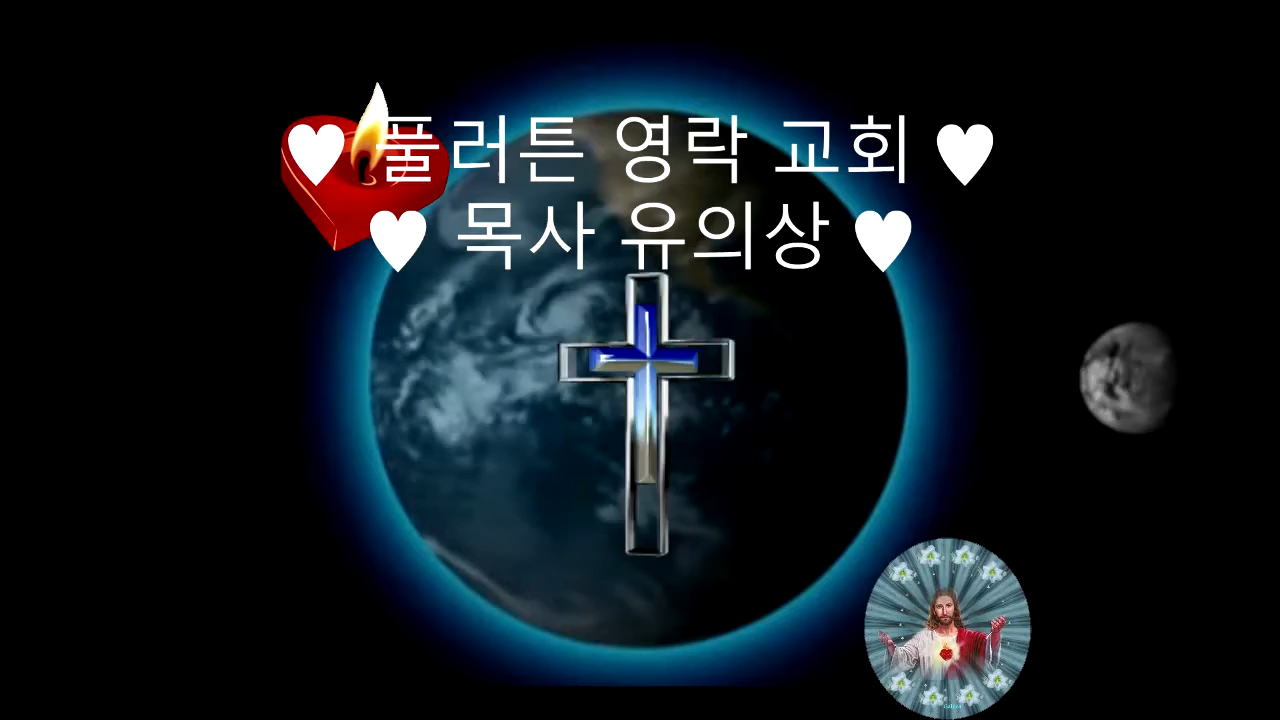 ♥ 풀러튼 영락 교회 ♥
♥ 목사 유의상 ♥